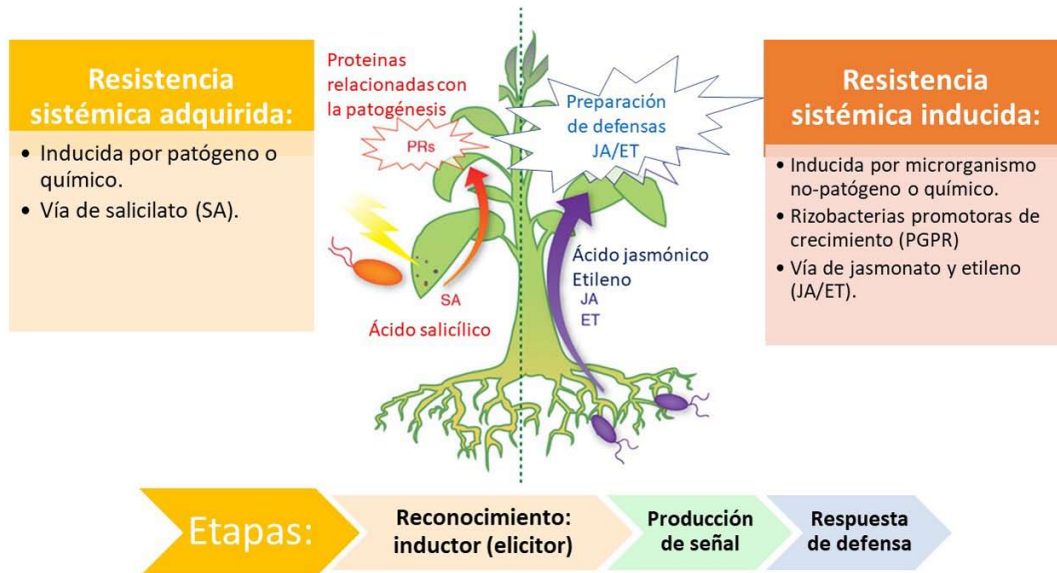 Resistencia
sistémica adquirida:
• Inducida por patógeno o
químico.
• Vía de salicilato (SA).
Proteinas
relacionadas con
la patogénesis
PRs
SA
Ácido salicílico
Preparación
de defensas
JA/ET
Ácido jasmónico
Etileno
JA
ET
Resistencia
sistémica inducida:
• Inducida por microrganismo
no-patógeno o químico.
• Rizobacterias promotoras de
crecimiento (PGPR)
• Vía de jasmonato y etileno
(JA/ET).
Etapas:
Reconocimiento:
inductor (elicitor)
Producción
de señal
Respuesta
de defensa